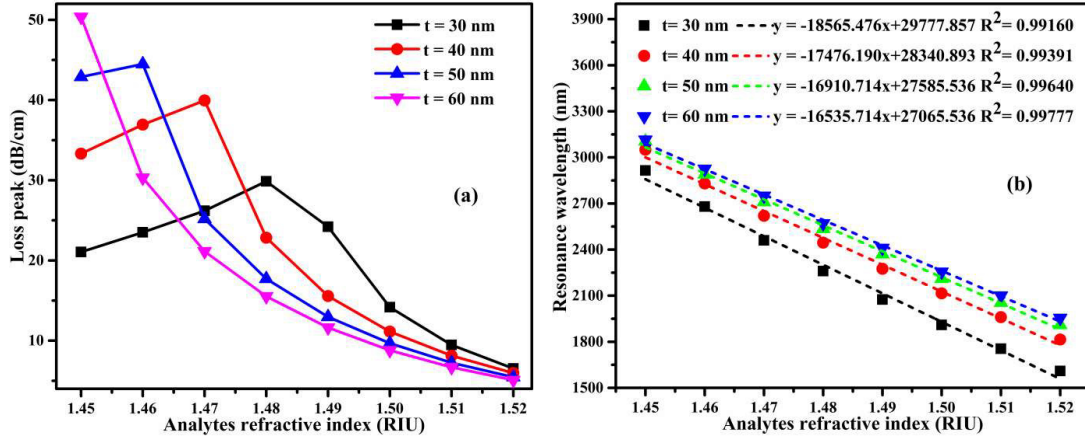 50
40
30
20
10
Loss peak (dB/cm)
t = 30 nm
t = 40 nm
t = 50 nm
t = 60 nm
(a)
1.45 1.46 1.47 1.48 1.49 1.50 1.51 1.52
Analytes refractive index (RIU)
3900
3600
3300
3000
2700
2400
2100
1800
1500
Resonance wavelength (nm)
t= 30 nm y = -18565.476x+29777.857 R2= 0.99160
t= 40 nm y = -17476.190x+28340.893 R2= 0.99391
t= 50 nm y = -16910.714x+27585.536 R2= 0.99640
t= 60 nm y = -16535.714x+27065.536 R2= 0.99777
(b)
1.45 1.46 1.47 1.48 1.49 1.50 1.51 1.52
Analytes refractive index (RIU)